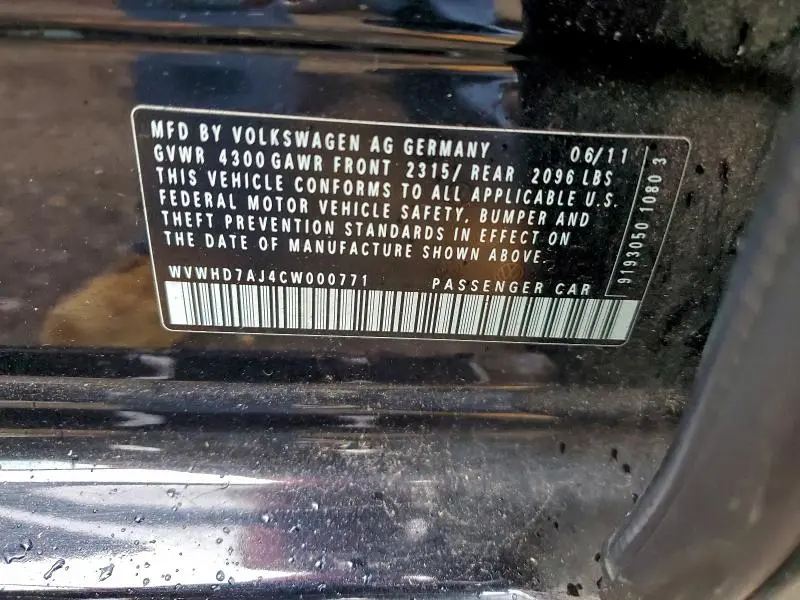 MFD BY VOLKSWAGEN AG GERMANY 06/11
GVWR 4300 GAWR FRONT 2315/ REAR 2096 LBS
THIS VEHICLE CONFORMS TO ALL APPLICABLE U.S.
FEDERAL MOTOR VEHICLE SAFETY, BUMPER AND
THEFT PREVENTION STANDARDS IN EFFECT ON
THE DATE OF MANUFACTURE SHOWN ABOVE.
WVWHD7AJ4CW000771 PASSENGER CAR
9193050 1080 3